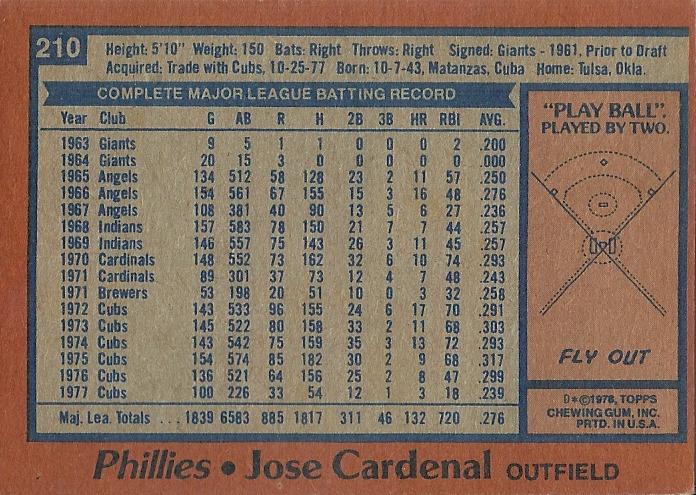 210
Height: 5'10" Weight: 150 Bats: Right Throws: Right Signed: Giants - 1961, Prior to Draft
Acquired: Trade with Cubs, 10-25-77 Born: 10-7-43, Matanzas, Cuba Home: Tulsa, Okla.
COMPLETE MAJOR LEAGUE BATTING RECORD
Year Club G AB R H 2B 3B HR RBI AVG.
1963 Giants 9 5 1 1 0 0 0 2 .200
1964 Giants 20 15 3 0 0 0 0 0 .000
1965 Angels 134 512 58 128 23 2 11 57 .250
1966 Angels 154 561 67 155 15 3 16 48 .276
1967 Angels 108 381 40 90 13 5 6 27 .236
1968 Indians 157 583 78 150 21 7 7 44 .257
1969 Indians 146 557 75 143 26 3 11 45 .257
1970 Cardinals 148 552 73 162 32 6 10 74 .293
1971 Cardinals 89 301 37 73 12 4 7 48 .243
1971 Brewers 53 198 20 51 10 0 3 32 .258
1972 Cubs 143 533 96 155 24 6 17 70 .291
1973 Cubs 145 522 80 158 33 2 11 68 .303
1974 Cubs 143 542 75 159 35 3 13 72 .293
1975 Cubs 154 574 85 182 30 2 9 68 .317
1976 Cubs 136 521 64 156 25 2 8 47 .299
1977 Cubs 100 226 33 54 12 1 3 18 .239
Maj. Lea. Totals ... 1839 6583 885 1817 311 46 132 720 .276
"PLAY BALL".
PLAYED BY TWO.
FLY OUT
D*©1978, TOPPS
CHEWING GUM, INC.
PRTD. IN U.S.A.
Phillies • Jose Cardenal OUTFIELD